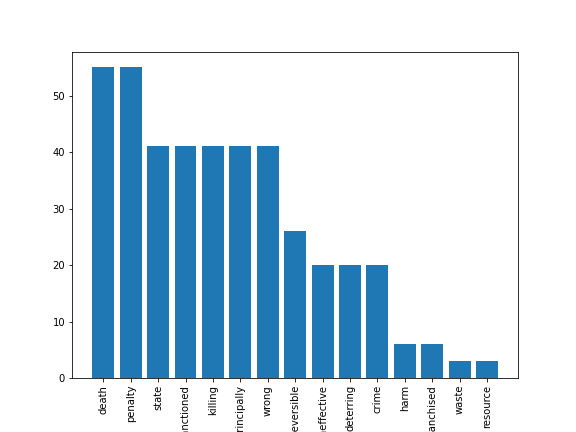 50
40
30
20
10
0
death
penalty
state
nctioned
killing
rincipally
wrong
eversible
effective
deterring
crime
harm
anchised
waste
resource